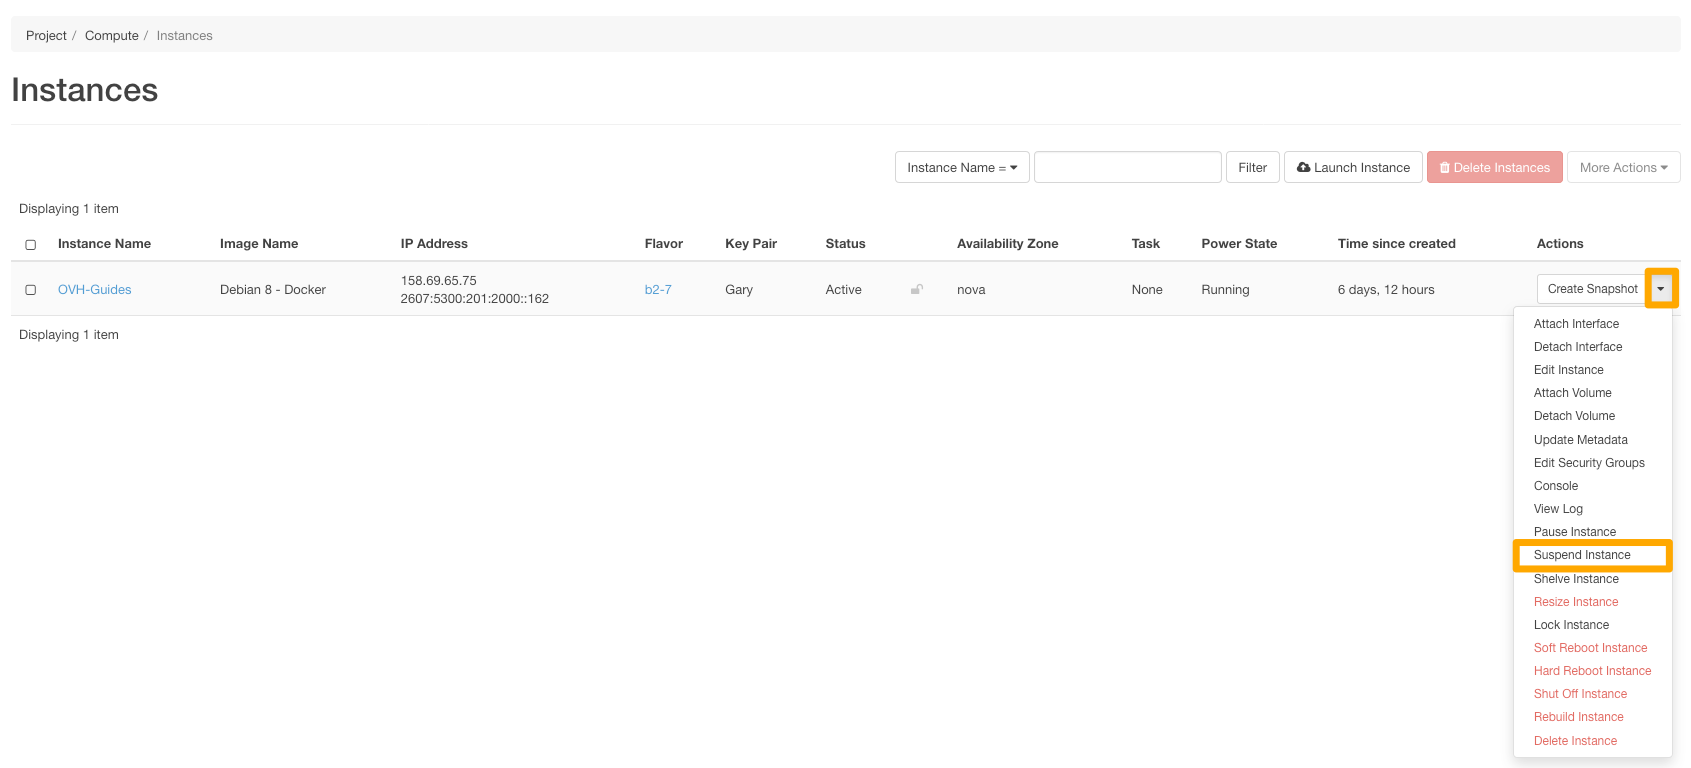 Project / Compute / Instances
Instances
Instance Name = Filter Launch Instance Delete Instances More Actions
Displaying 1 item
Instance Name Image Name IP Address Flavor Key Pair Status Availability Zone Task Power State Time since created Actions
OVH-Guides Debian 8 - Docker 158.69.65.75 b2-7 Gary Active nova None Running 6 days, 12 hours Create Snapshot
2607:5300:201:2000::162
Displaying 1 item
Attach Interface
Detach Interface
Edit Instance
Attach Volume
Detach Volume
Update Metadata
Edit Security Groups
Console
View Log
Pause Instance
Suspend Instance
Shelve Instance
Resize Instance
Lock Instance
Soft Reboot Instance
Hard Reboot Instance
Shut Off Instance
Rebuild Instance
Delete Instance